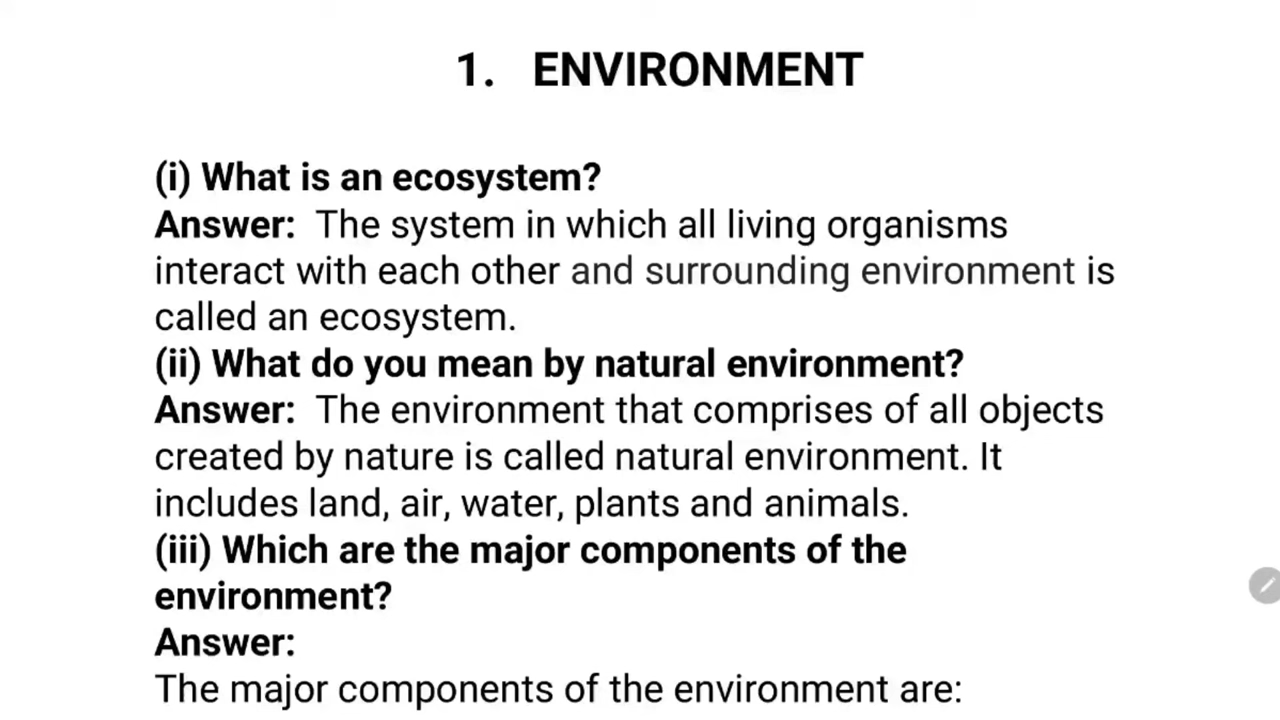 1. ENVIRONMENT
(i) What is an ecosystem?
Answer: The system in which all living organisms
interact with each other and surrounding environment is
called an ecosystem.
(ii) What do you mean by natural environment?
Answer: The environment that comprises of all objects
created by nature is called natural environment. It
includes land, air, water, plants and animals.
(iii) Which are the major components of the
environment?
Answer:
The major components of the environment are: